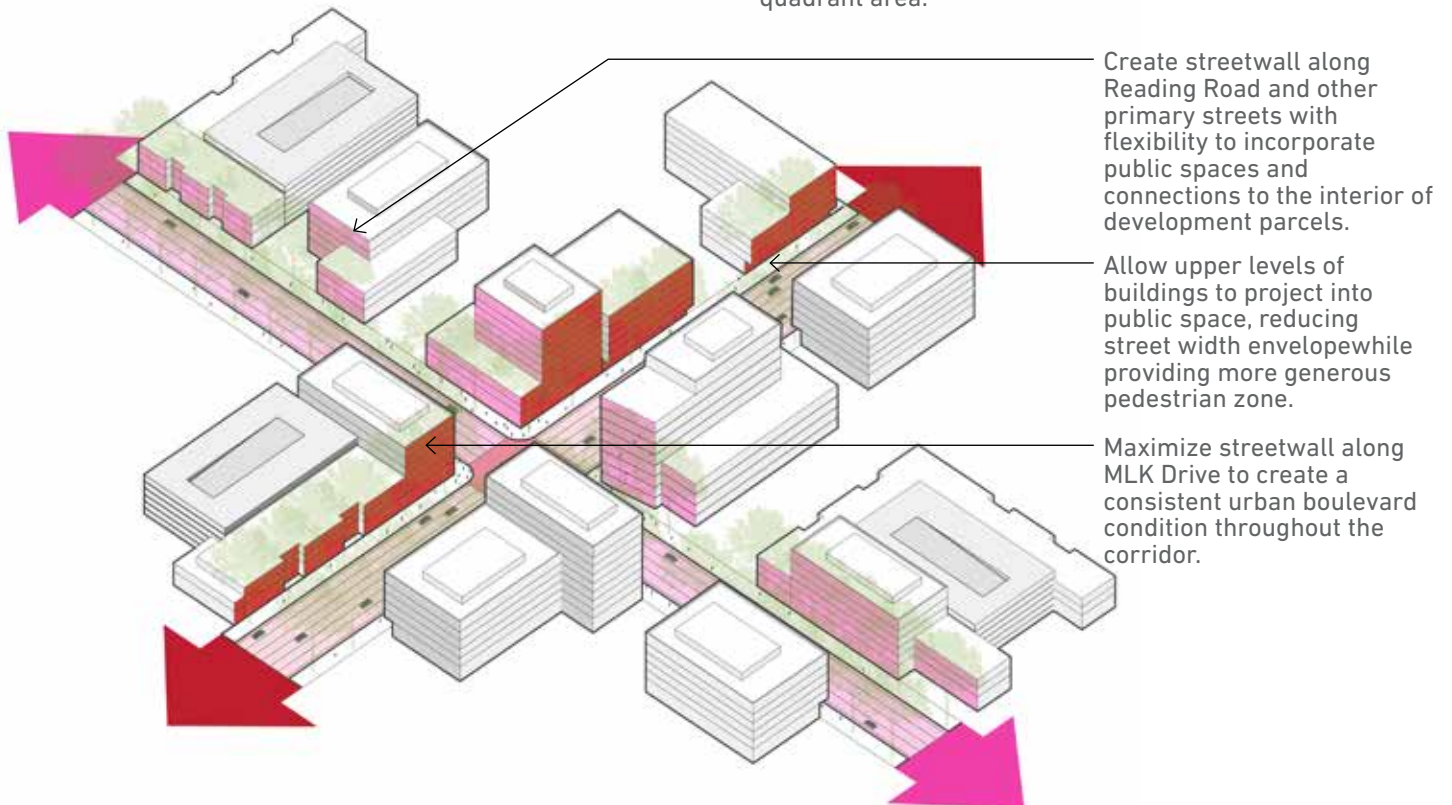 quadrant area.
Create streetwall along
Reading Road and other
primary streets with
flexibility to incorporate
public spaces and
connections to the interior of
development parcels.
Allow upper levels of
buildings to project into
public space, reducing
street width envelopewhile
providing more generous
pedestrian zone.
Maximize streetwall along
MLK Drive to create a
consistent urban boulevard
condition throughout the
corridor.